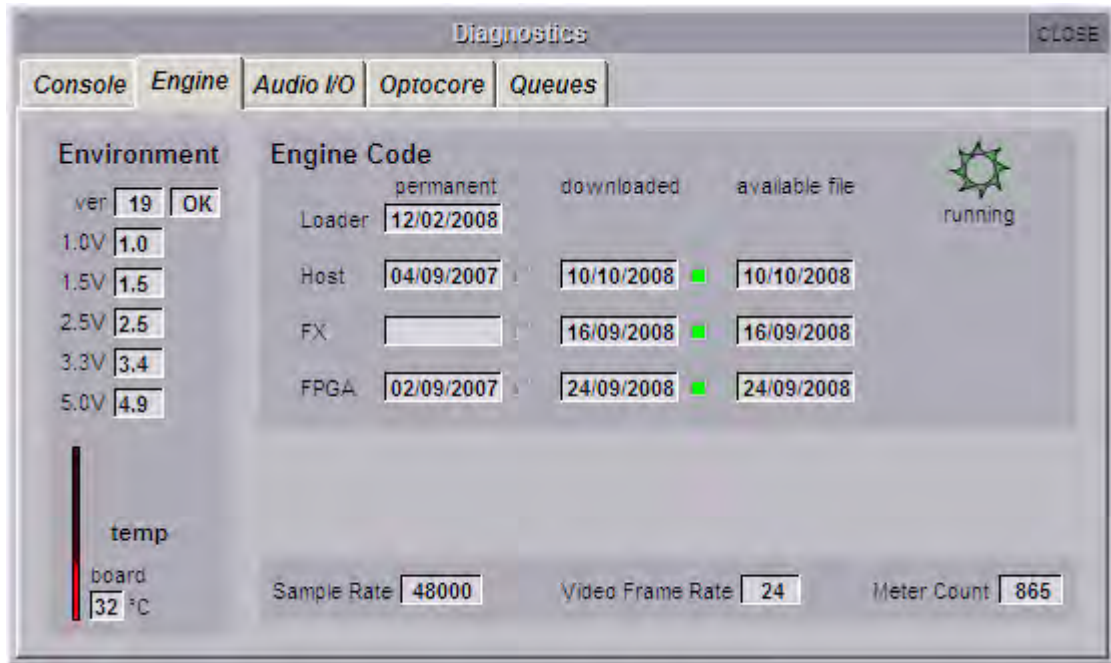 Diagnostics CLOSE
Console Engine Audio I/O Optocore Queues
Environment
ver 19 OK
1.0V 1.0
1.5V 1.5
2.5V 2.5
3.3V 3.4
5.0V 4.9
temp
board
32 °C
Engine Code
permanent downloaded available file
Loader 12/02/2008
Host 04/09/2007 10/10/2008 10/10/2008
FX 16/09/2008 16/09/2008
FPGA 02/09/2007 24/09/2008 24/09/2008
running
Sample Rate 48000 Video Frame Rate 24 Meter Count 865